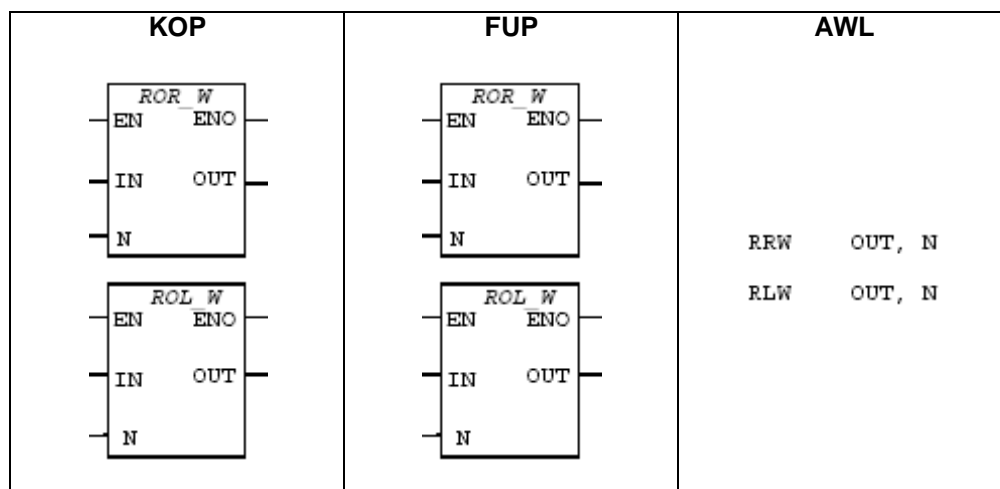 KOP FUP AWL
ROR_W
EN ENO
IN OUT
N
ROL_W
EN ENO
IN OUT
N
ROR_W
EN ENO
IN OUT
N
ROL_W
EN ENO
IN OUT
N
RRW OUT, N
RLW OUT, N